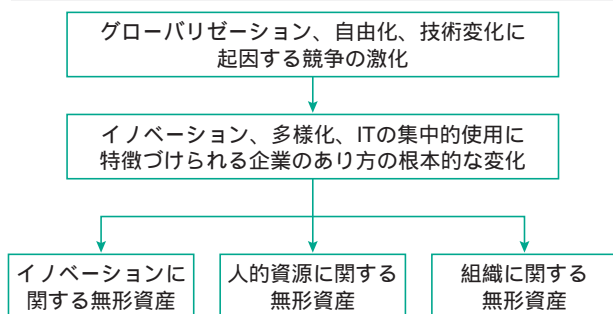 グローバリゼーション、自由化、技術変化に
起因する競争の激化
イノベーション、多様化、ITの集中的使用に
特徴づけられる企業のあり方の根本的な変化
イノベーションに
関する無形資産
人的資源に関する
無形資産
組織に関する
無形資産